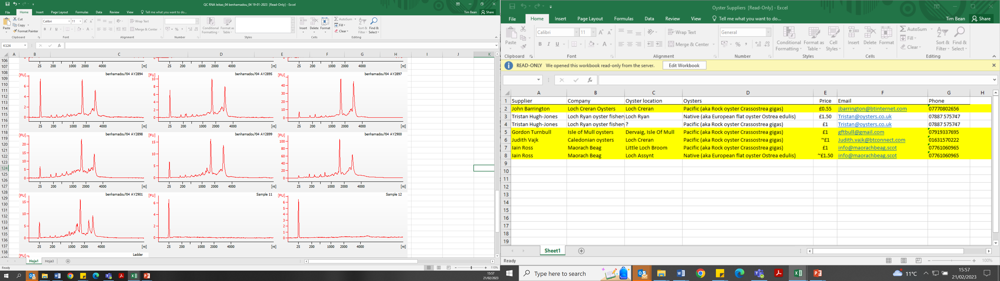 QC RNA leitao_04 benhamadou_04 19-01-2023 [Read-Only] - Excel
File Home Insert Page Layout Formulas Data Review View Tell me what you want to do... Tim Bean Share
Paste Cut Copy Format Painter Clipboard
Calibri 11 B I U Font
Wrap Text Merge & Center Alignment
% Number
Conditional Formatting Format as Table Styles
Insert Delete Format Cells
AutoSum Fill Clear Sort & Filter Find & Select Editing
K124 fx
A B C D E F G H I J K
106
107
108
109
110
111
112
113
114
115
116
117
118
119
120
121
122
123
124
125
126
127
128
129
130
131
132
133
134
135
136
137
138
25 200 1000 2000 4000 [nt] 25 200 1000 2000 4000 [nt] 25 200 1000 2000 4000 [nt]
[FU] benhamadou?04 AY2894 [FU] benhamadou?04 AY2895 [FU] benhamadou?04 AY2897
6 4 2 0
10 8 6 4 2 0
40 30 20 10 0
25 200 1000 2000 4000 [nt] 25 200 1000 2000 4000 [nt] 25 200 1000 2000 4000 [nt]
[FU] benhamadou?04 AY2898 [FU] benhamadou?04 AY2899 [FU] benhamadou?04 AY2900
20 15 10 5 0
15 10 5 0
100 80 60 40 20 0
25 200 1000 2000 4000 [nt] 25 200 1000 2000 4000 [nt] 25 200 1000 2000 4000 [nt]
[FU] benhamadou?04 AY2901 [FU] Sample 11 [FU] Sample 12
15 10 5 0
6 4 2 0
6 5 4 3 2 1 0
25 200 1000 2000 4000 [nt] 25 200 1000 2000 4000 [nt] 25 200 1000 2000 4000 [nt]
[FU] Ladder
Hoja1 Hoja3
Ready 115%
15:57
21/02/2023
Oyster Suppliers [Read-Only] - Excel
File Home Insert Page Layout Formulas Data Review View Tell me what you want to do... Tim Bean Share
Paste Clipboard
Calibri 11 B I U Font
Wrap Text Merge & Center Alignment
General % Number
Conditional Formatting Format as Table Cell Styles Styles
Insert Delete Format Cells
AutoSum Fill Clear Sort & Filter Find & Select Editing
READ-ONLY We opened this workbook read-only from the server. Edit Workbook
fx
A B C D E F G H
1 Supplier Company Oyster location Oysters Price Email Phone
2 John Barrington Loch Creran Oysters Loch Creran Pacific (aka Rock oyster Crassostrea gigas) £0.55 jbarrington@btinternet.com 07770802656
3 Tristan Hugh-Jones Loch Ryan oyster fishery Loch Ryan Native (aka European flat oyster Ostrea edulis) £1.50 Tristan@oysters.co.uk 07887 575747
4 Tristan Hugh-Jones Loch Ryan oyster fishery ? Pacific (aka Rock oyster Crassostrea gigas) £1 Tristan@oysters.co.uk 07887 575747
5 Gordon Turnbull Isle of Mull oysters Dervaig, Isle Of Mull Pacific (aka Rock oyster Crassostrea gigas) £1 gftbull@gmail.com 07919337695
6 Judith Vajk Caledonian oysters Loch Creran Pacific (aka Rock oyster Crassostrea gigas) ~£1 Judith.vajk@btconnect.com 01631570222
7 Iain Ross Maorach Beag Little Loch Broom Pacific (aka Rock oyster Crassostrea gigas) £1 info@maorachbeag.scot 07761060965
8 Iain Ross Maorach Beag Loch Assynt Native (aka European flat oyster Ostrea edulis) ~£1.50 info@maorachbeag.scot 07761060965
9
10
11
12
13
14
15
16
17
18
19
Sheet1
Ready 100%
Type here to search 11°C 15:57
21/02/2023